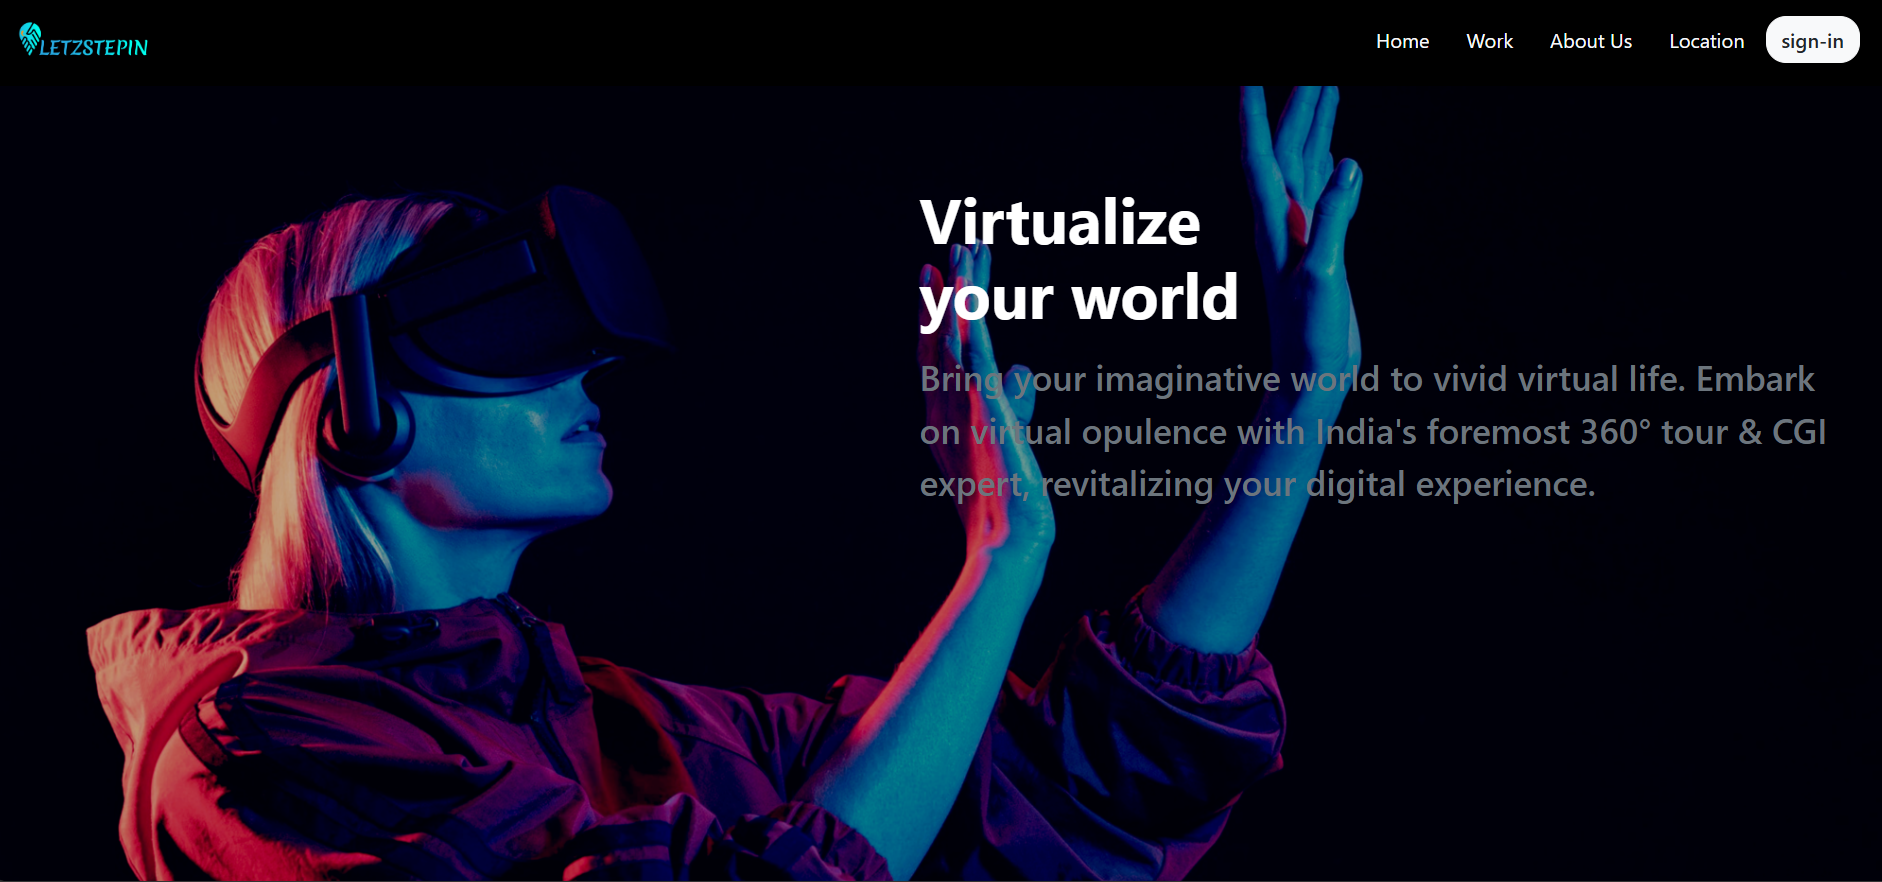 LETZSTEPIN
Home Work About Us Location sign-in
Virtualize
your world
Bring your imaginative world to vivid virtual life. Embark
on virtual opulence with India's foremost 360° tour & CGI
expert, revitalizing your digital experience.